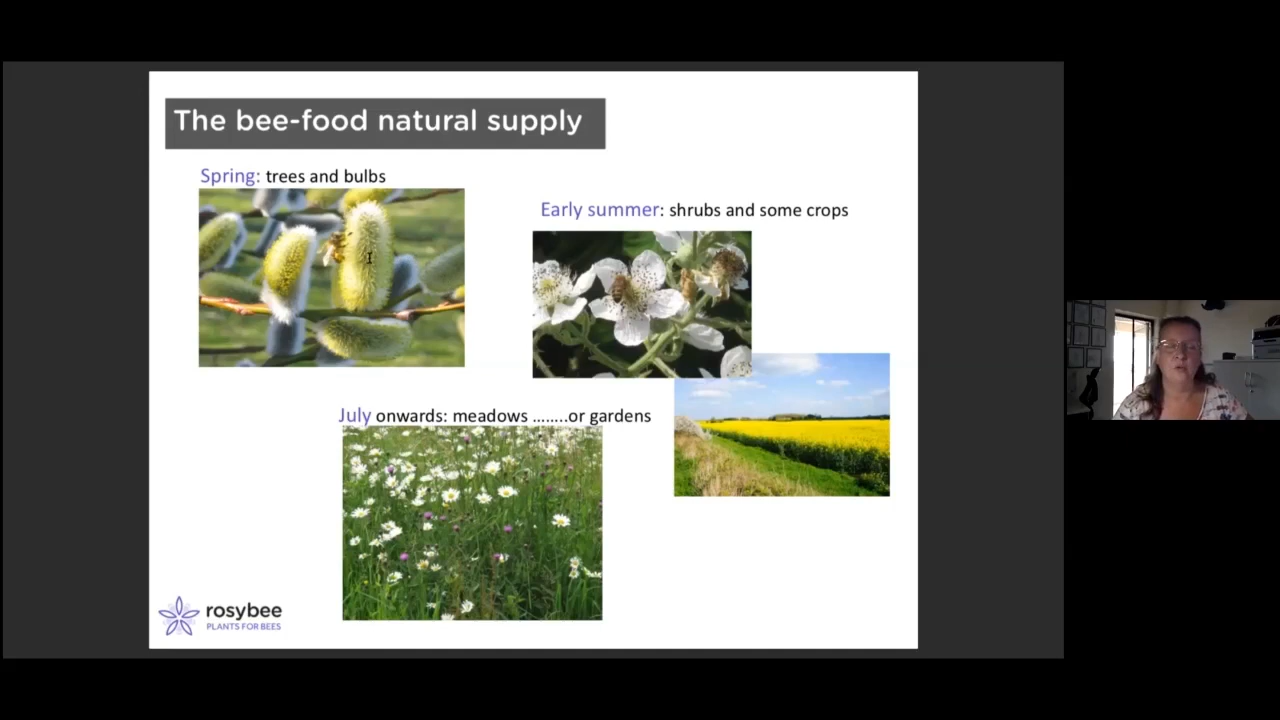 The bee-food natural supply
Spring: trees and bulbs
Early summer: shrubs and some crops
July onwards: meadows ........or gardens
rosybee
PLANTS FOR BEES